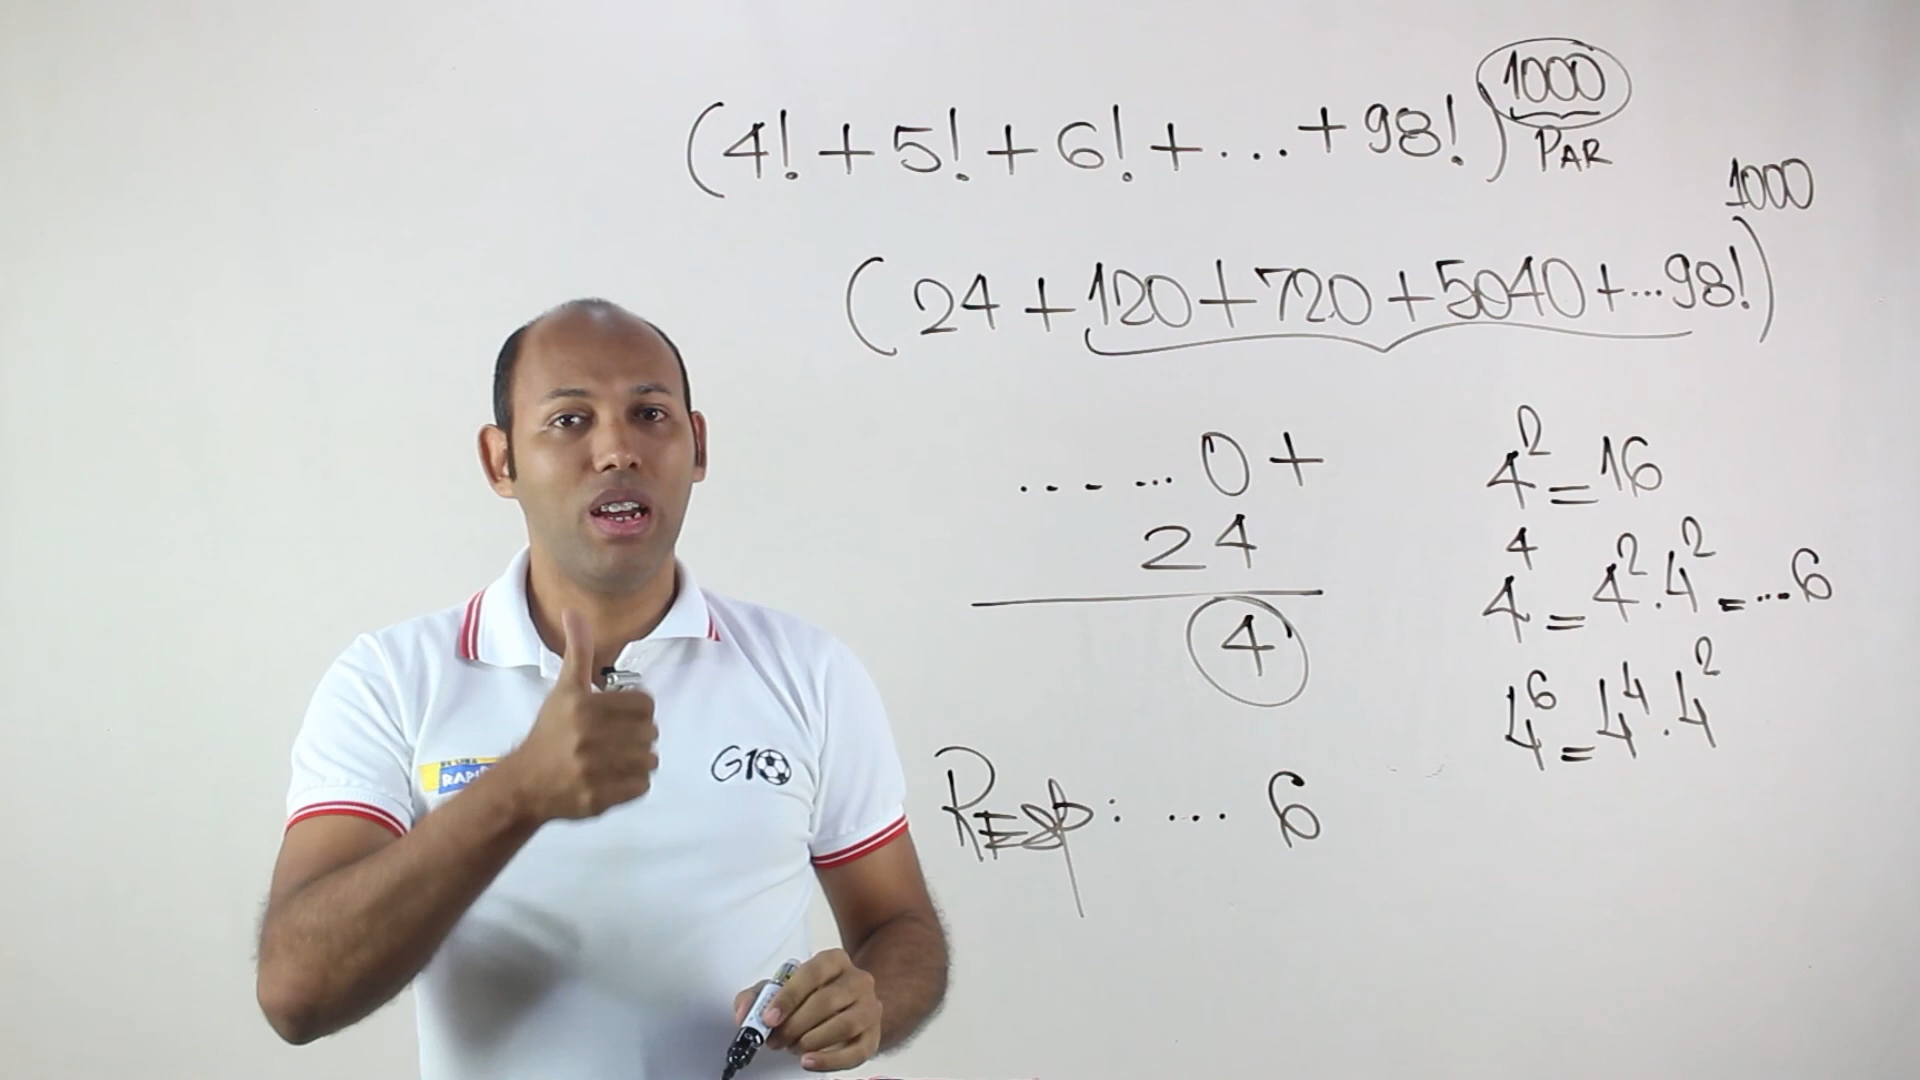 (4! + 5! + 6! + ... + 98!)^1000
PAR
(24 + 120 + 720 + 5040 + ... 98!)^1000
...... 0 +
24
4
4^2 = 16
4^4 = 4^2 . 4^2 = ... 6
4^6 = 4^4 . 4^2
RESP: ... 6
G10